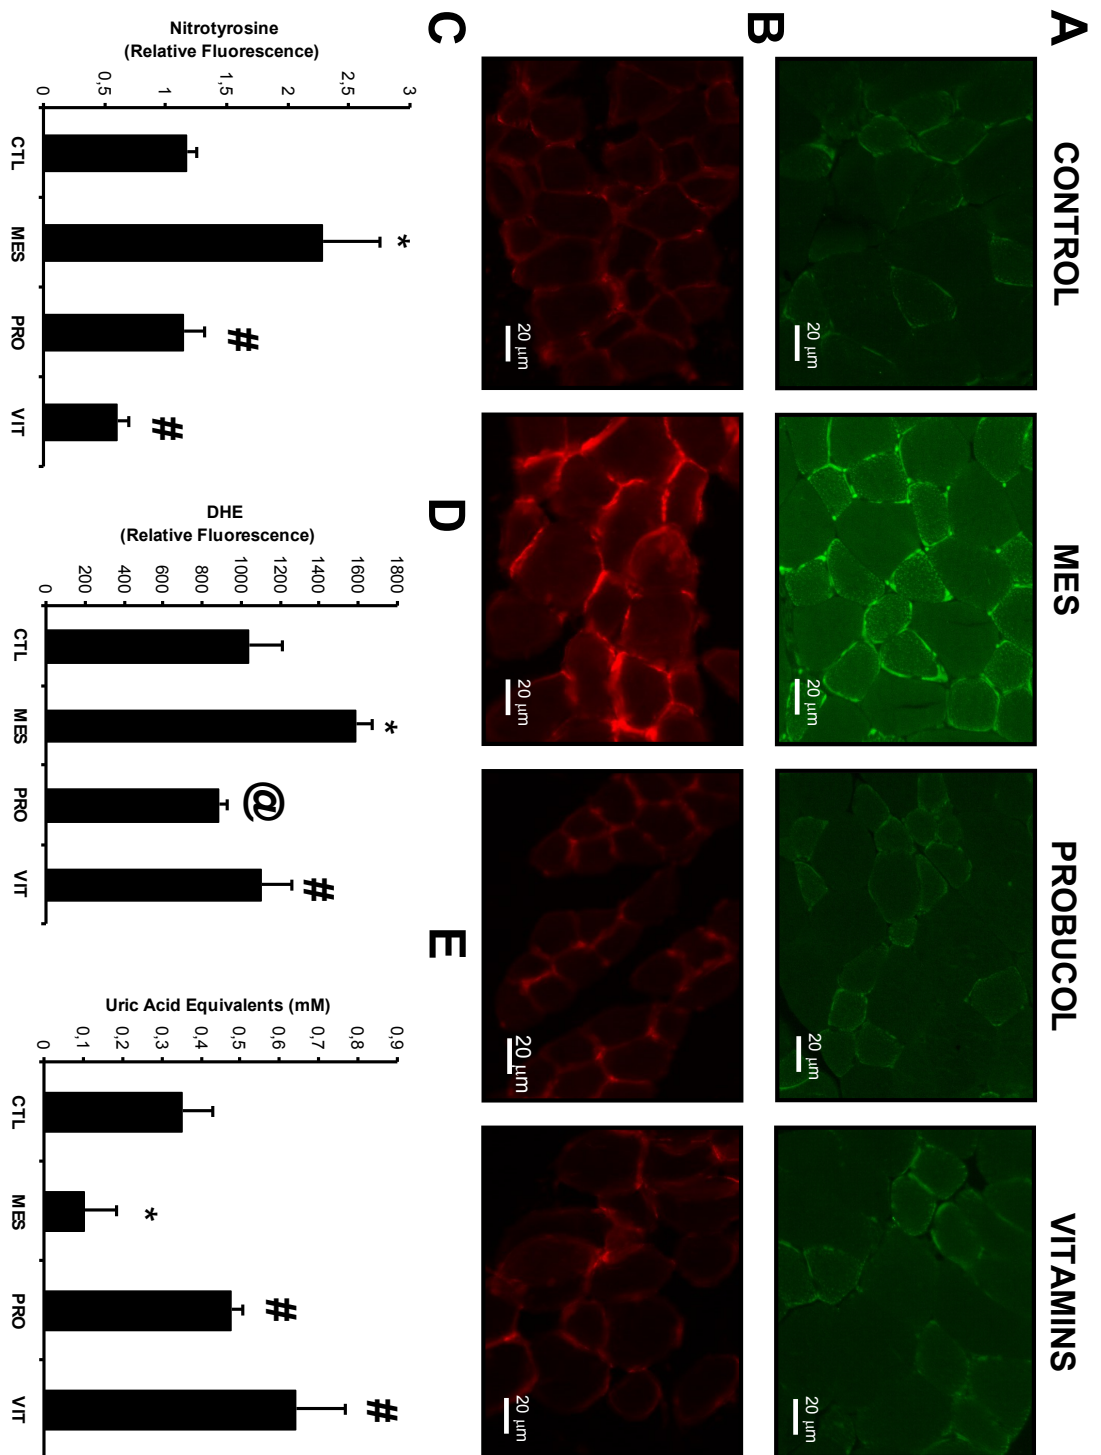 A
CONTROL
MES
PROBUCOL
VITAMINS
20 µm
20 µm
20 µm
20 µm
B
20 µm
20 µm
20 µm
20 µm
C
Nitrotyrosine
(Relative Fluorescence)
3
2,5
2
1,5
1
0,5
0
*
#
#
CTL
MES
PRO
VIT
D
DHE
(Relative Fluorescence)
1800
1600
1400
1200
1000
800
600
400
200
0
*
@
#
CTL
MES
PRO
VIT
E
Uric Acid Equivalents (mM)
0,9
0,8
0,7
0,6
0,5
0,4
0,3
0,2
0,1
0
*
#
#
CTL
MES
PRO
VIT